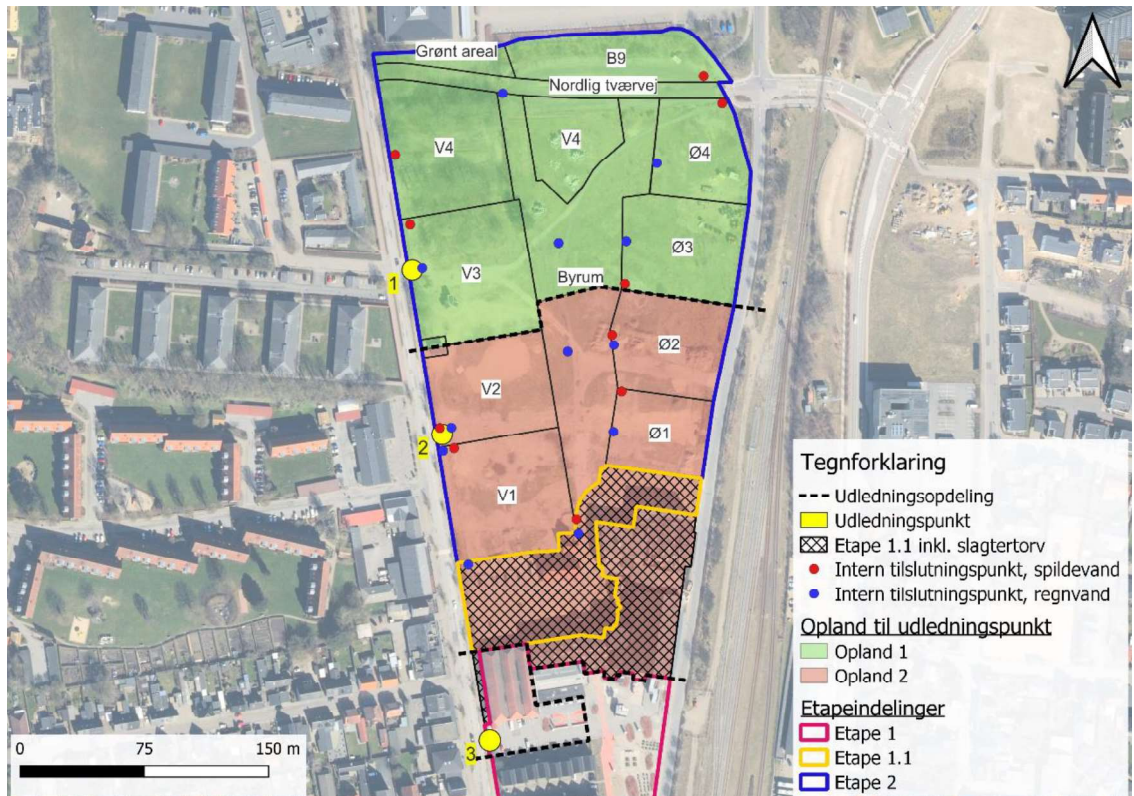 Grønt areal
B9
Nordlig tværvej
V4
V4
Ø4
V3
Ø3
Byrum
1
V2
Ø2
2
V1
Ø1
3
0 75 150 m
Tegnforklaring
Udledningsopdeling
Udledningspunkt
Etape 1.1 inkl. slagtertorv
Intern tilslutningspunkt, spildevand
Intern tilslutningspunkt, regnvand
Opland til udledningspunkt
Opland 1
Opland 2
Etapeindelinger
Etape 1
Etape 1.1
Etape 2